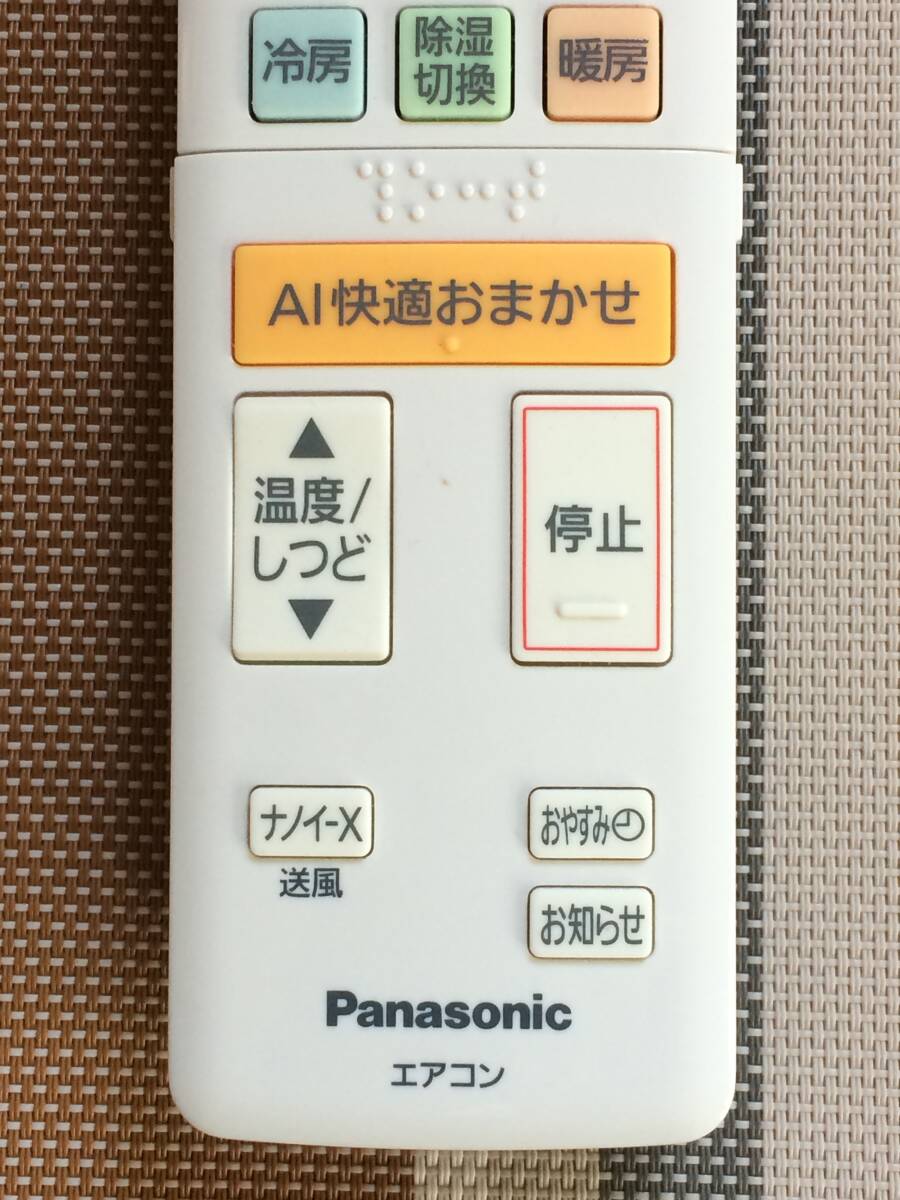 冷房
除湿
切換
暖房
AI快適おまかせ
▲
温度/
しつど
▼
停止
ナノイーX
送風
おやすみ
お知らせ
Panasonic
エアコン